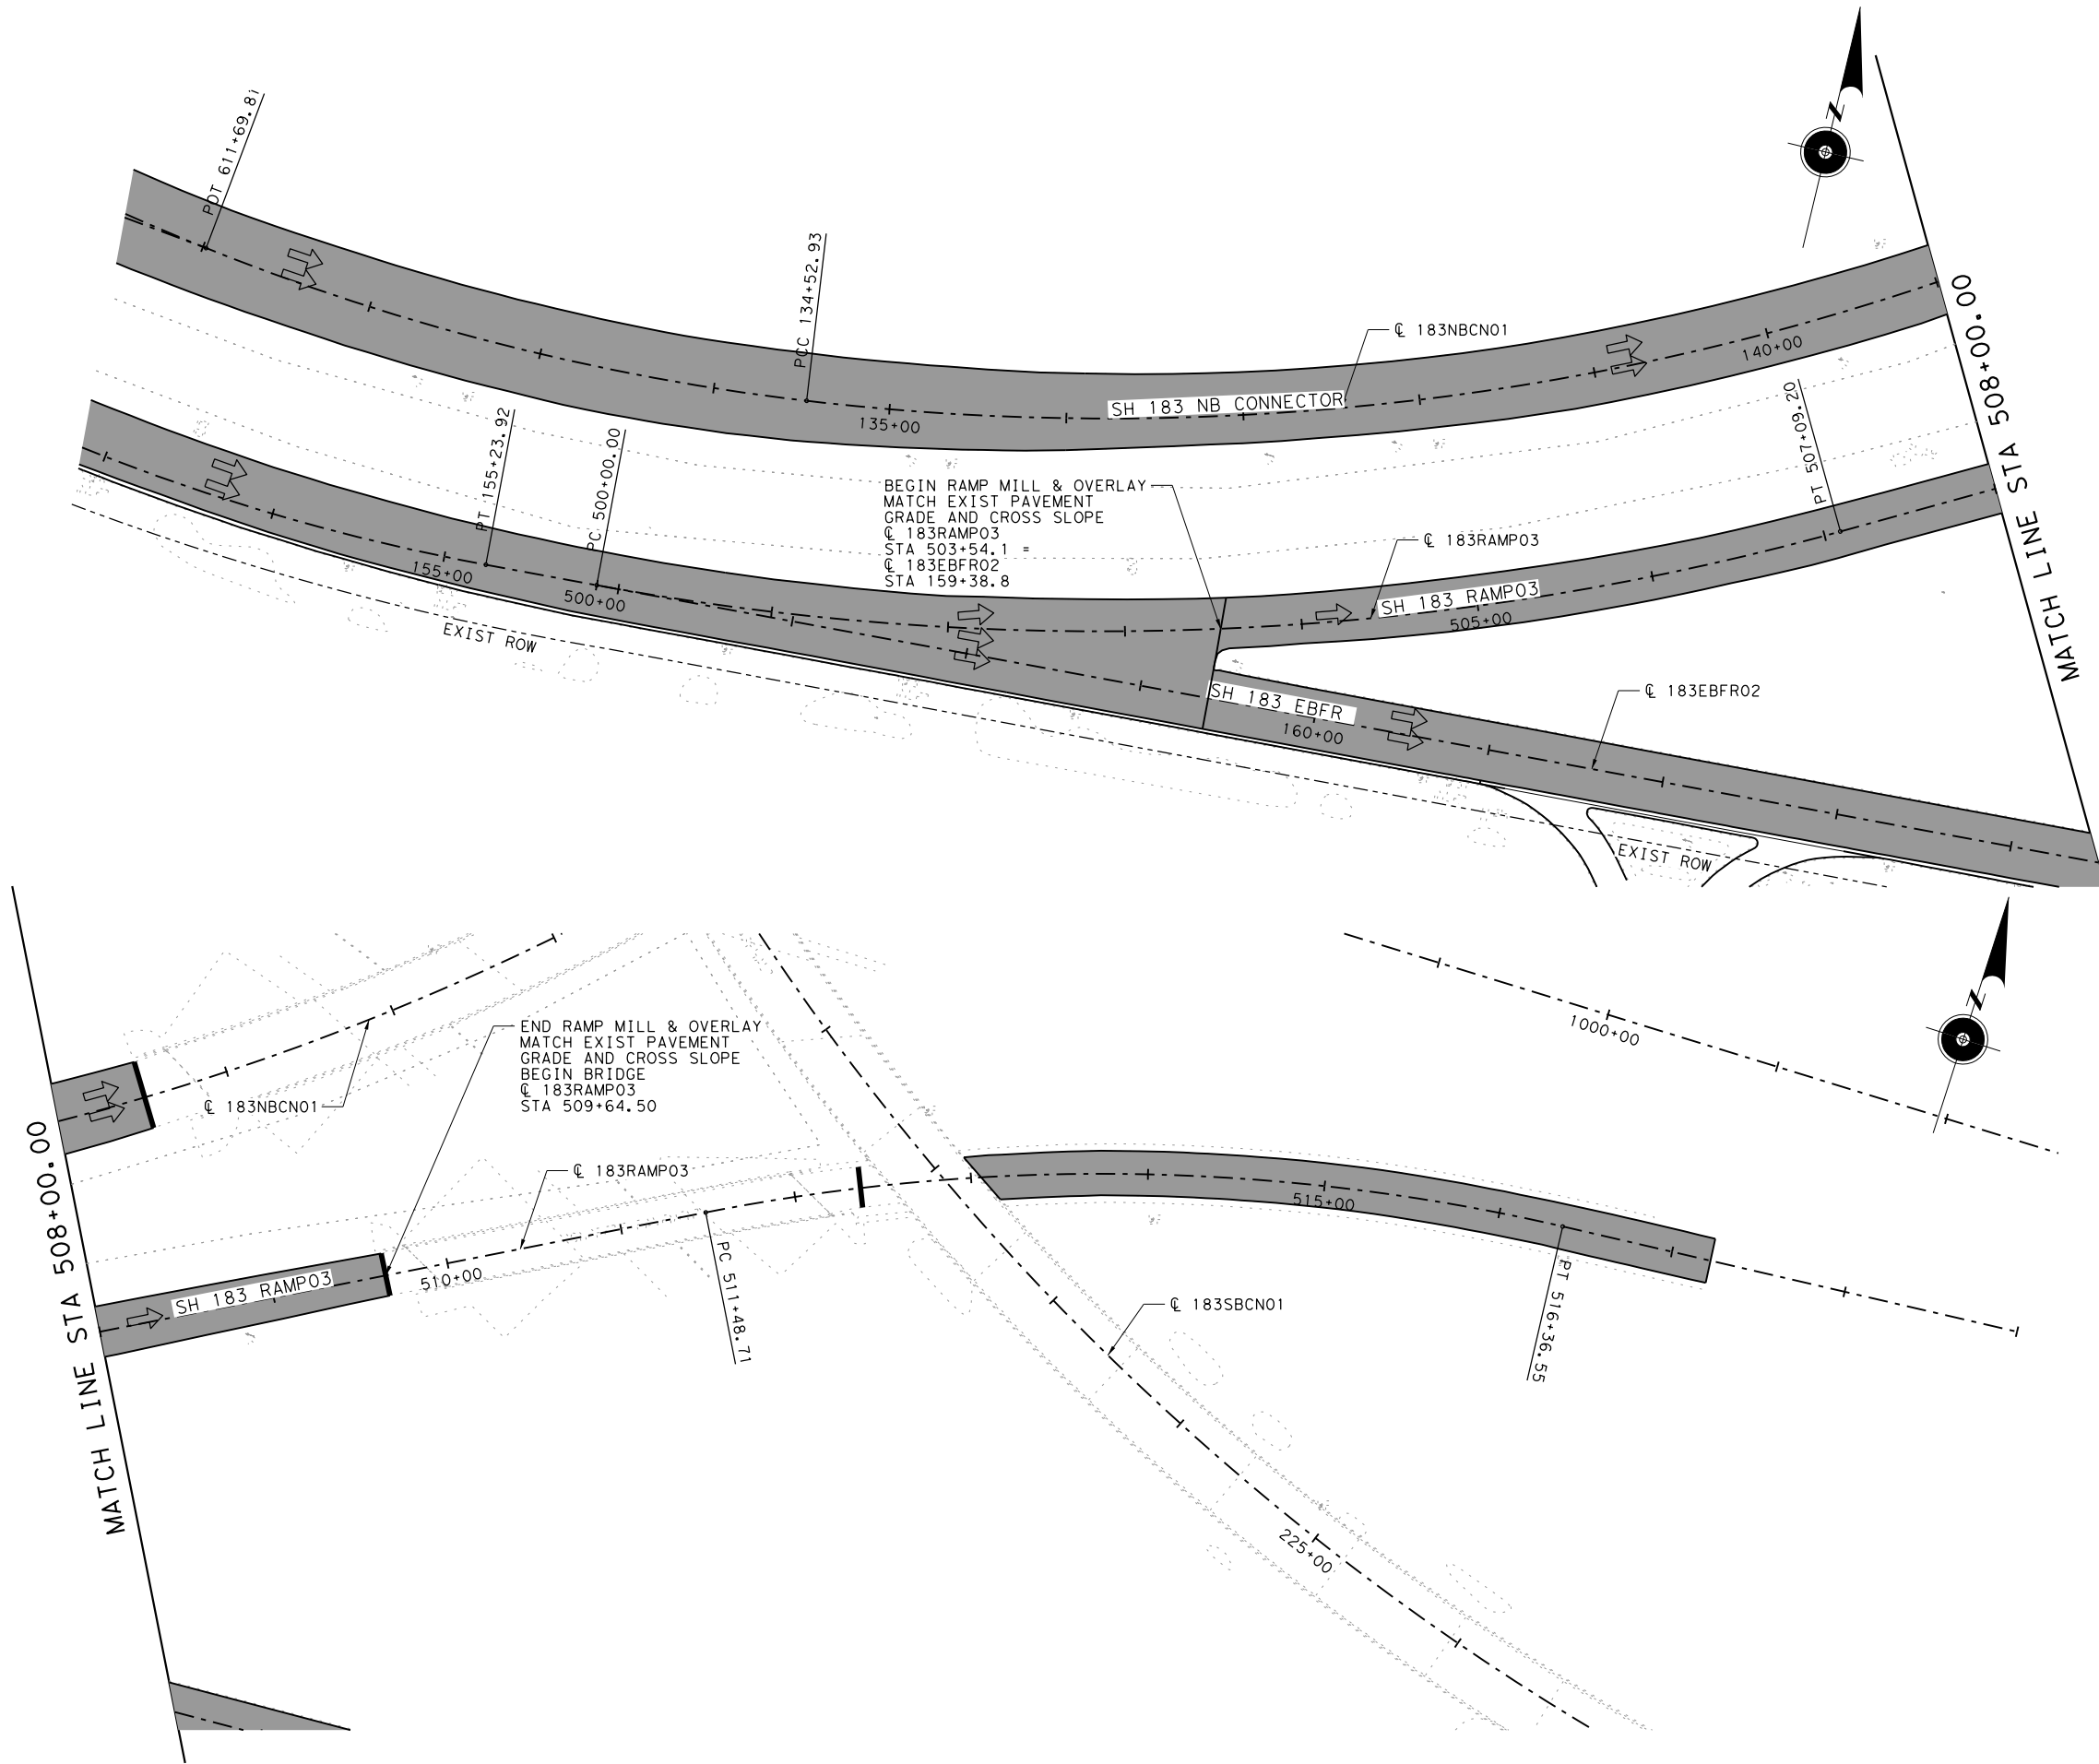 POT 611+69.81
PCC 134+52.93
℄ 183NBCN01
SH 183 NB CONNECTOR
135+00
140+00
MATCH LINE STA 508+00.00
N
PT 155+23.92
PC 500+00.00
PT 507+09.20
BEGIN RAMP MILL & OVERLAY
MATCH EXIST PAVEMENT
GRADE AND CROSS SLOPE
℄ 183RAMP03
STA 503+54.1 =
℄ 183EBFR02
STA 159+38.8
℄ 183RAMP03
SH 183 RAMP03
505+00
155+00
500+00
EXIST ROW
SH 183 EBFR
160+00
℄ 183EBFR02
EXIST ROW
MATCH LINE STA 508+00.00
END RAMP MILL & OVERLAY
MATCH EXIST PAVEMENT
GRADE AND CROSS SLOPE
BEGIN BRIDGE
℄ 183RAMP03
STA 509+64.50
℄ 183NBCN01
1000+00
N
℄ 183RAMP03
SH 183 RAMP03
510+00
PC 511+48.71
515+00
PT 516+36.55
℄ 183SBCN01
225+00